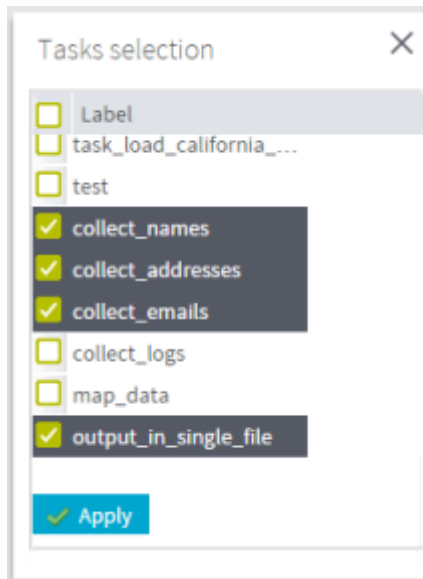 Tasks selection
Label
task_load_california_...
test
collect_names
collect_addresses
collect_emails
collect_logs
map_data
output_in_single_file
Apply